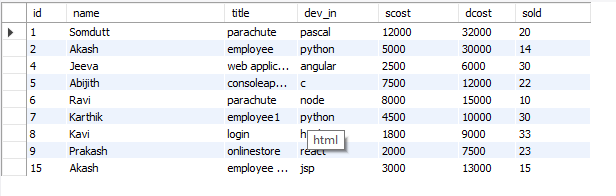 id name title dev_in scost dcost sold
1 Somdutt parachute pascal 12000 32000 20
2 Akash employee python 5000 30000 14
4 Jeeva web applic... angular 2500 6000 30
5 Abijith consoleap... c 7500 12000 22
6 Ravi parachute node 8000 15000 10
7 Karthik employee1 python 4500 10000 30
8 Kavi login 1800 9000 33
html
9 Prakash onlinestore react 2000 7500 23
15 Akash employee ... jsp 3000 13000 15